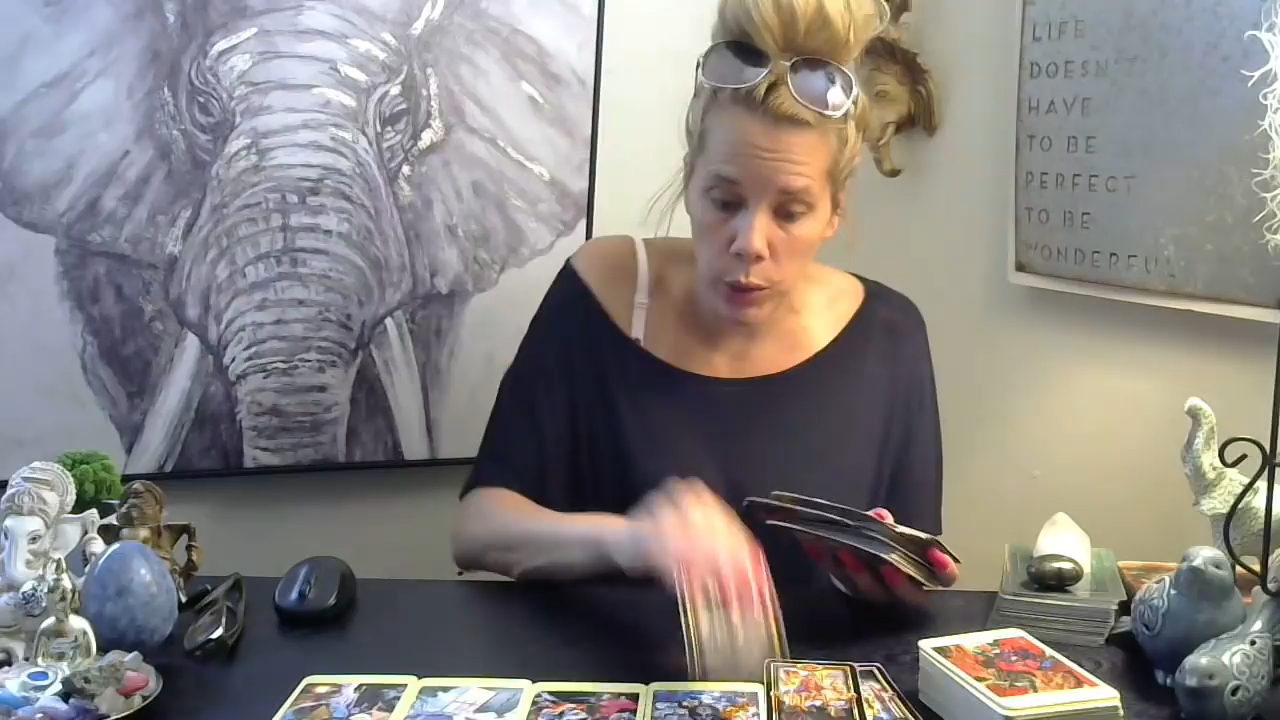 LIFE
DOESN'T
HAVE
TO BE
PERFECT
TO BE
WONDERFUL